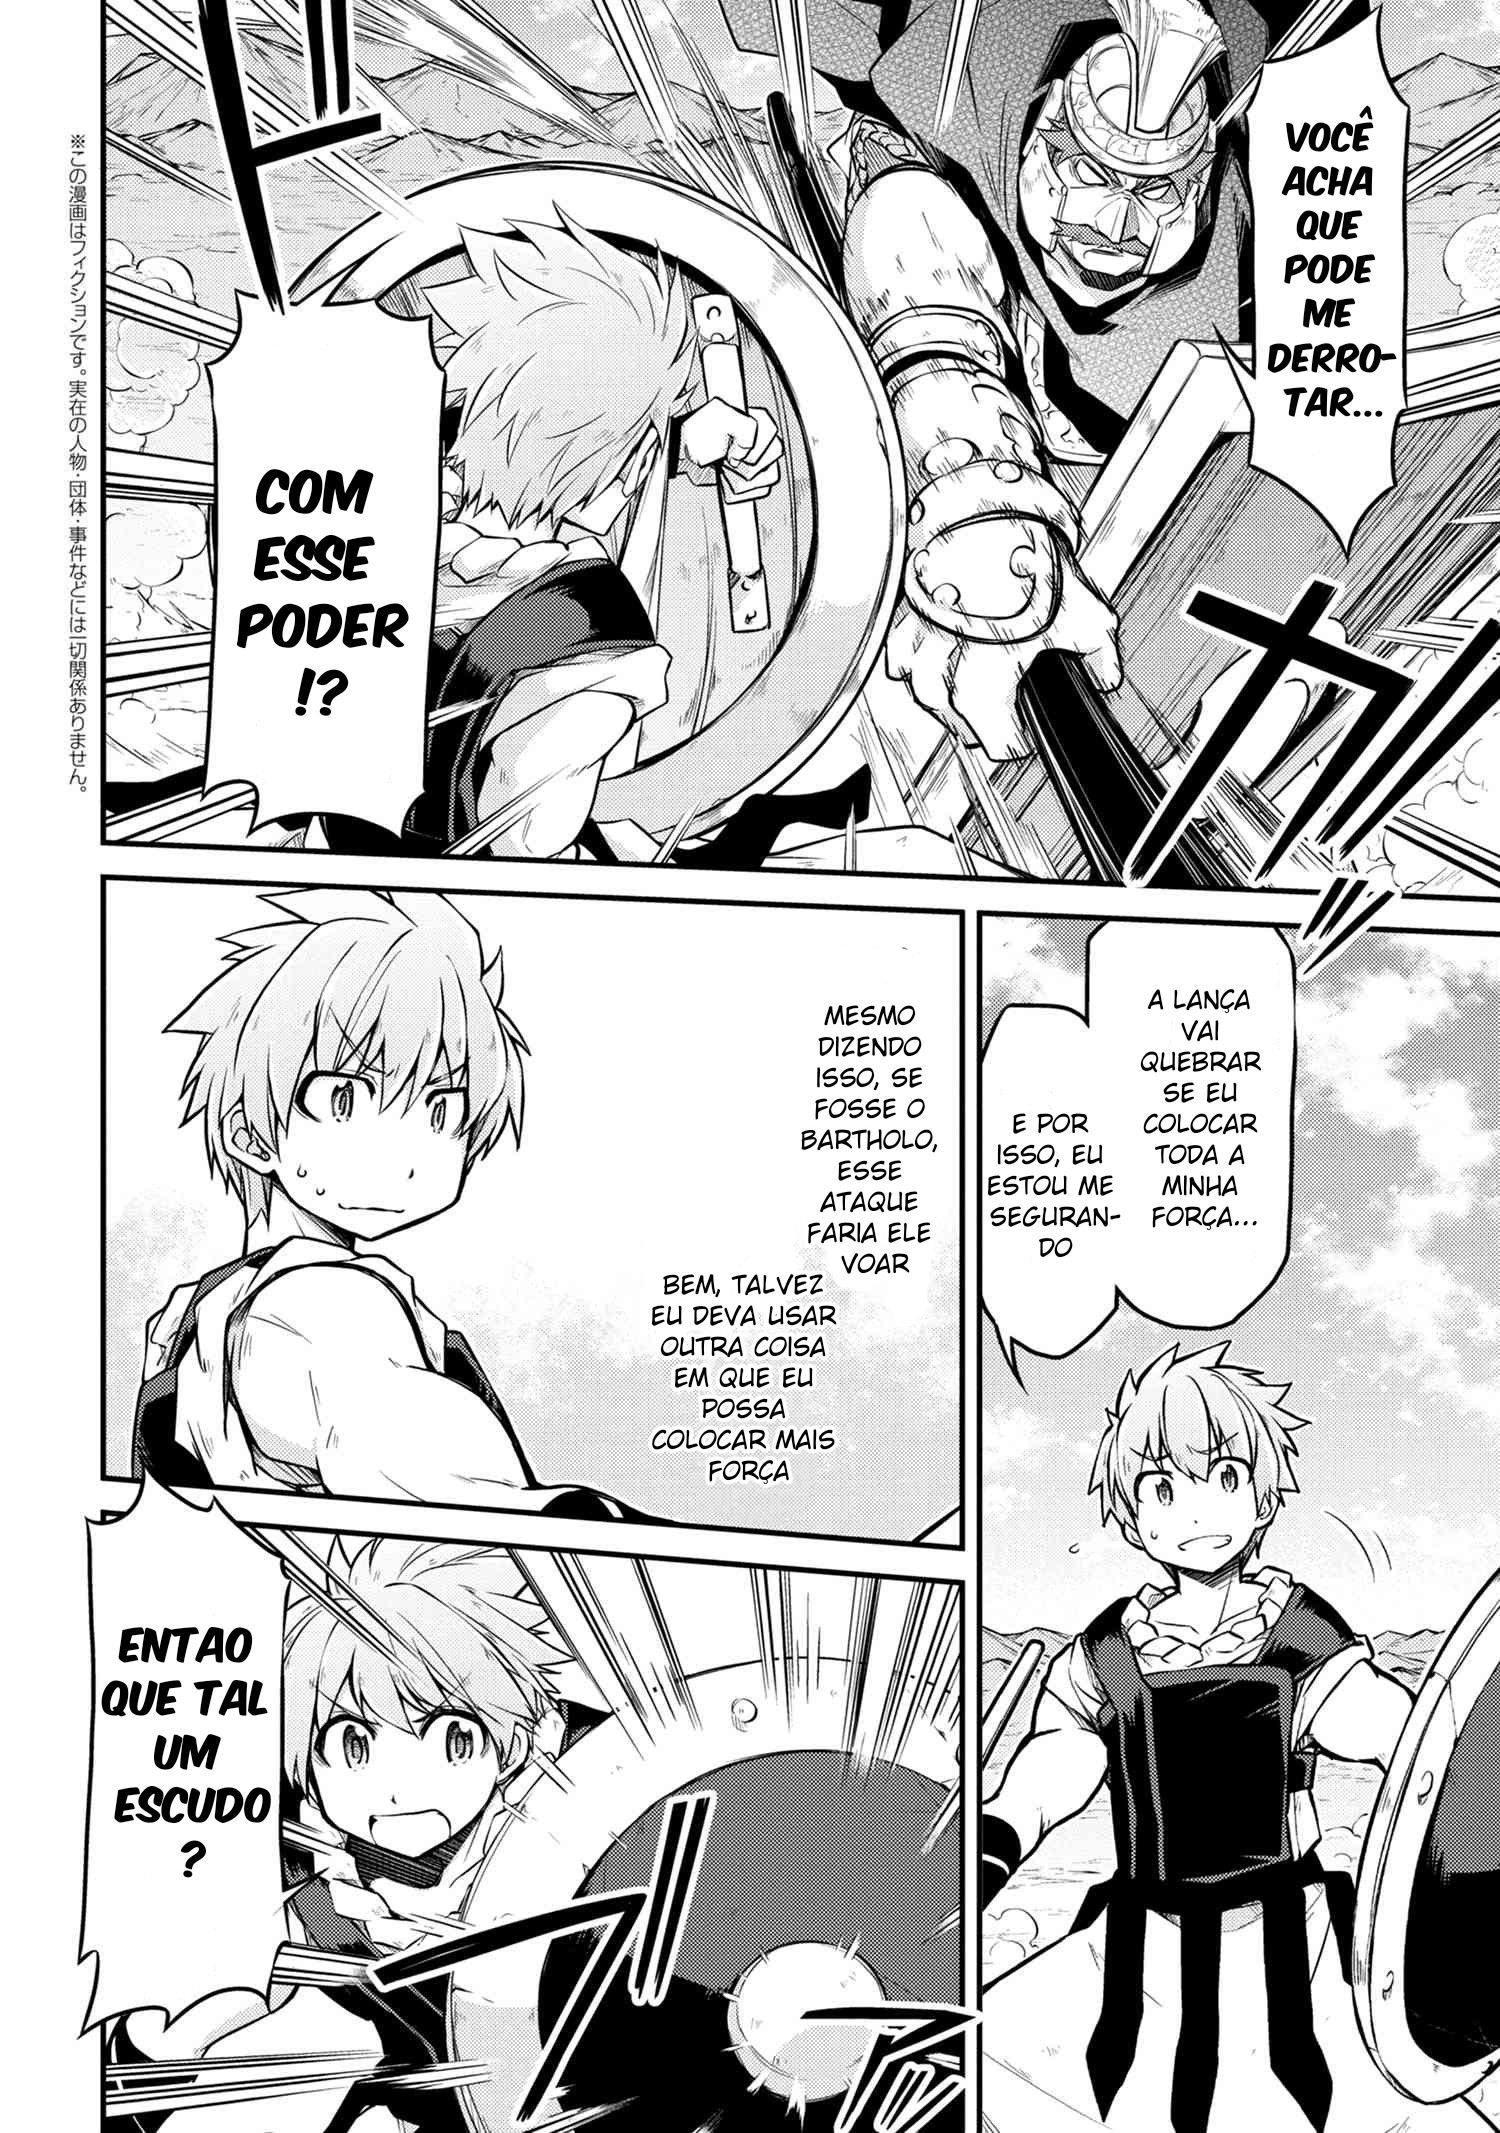 VOCÊ
ACHA
QUE
PODE
ME
DERRO-
TAR...
COM
ESSE
PODER
!?
ガッ
ト
※この漫画はフィクションです。実在の人物・団体・事件などには一切関係ありません。
A LANÇA
VAI
QUEBRAR
SE EU
COLOCAR
TODA A
MINHA
FORÇA...
E POR
ISSO, EU
ESTOU ME
SEGURAN-
DO
MESMO
DIZENDO
ISSO, SE
FOSSE O
BARTHOLO,
ESSE
ATAQUE
FARIA ELE
VOAR
BEM, TALVEZ
EU DEVA USAR
OUTRA COISA
EM QUE EU
POSSA
COLOCAR MAIS
FORÇA
ENTAO
QUE TAL
UM
ESCUDO
?